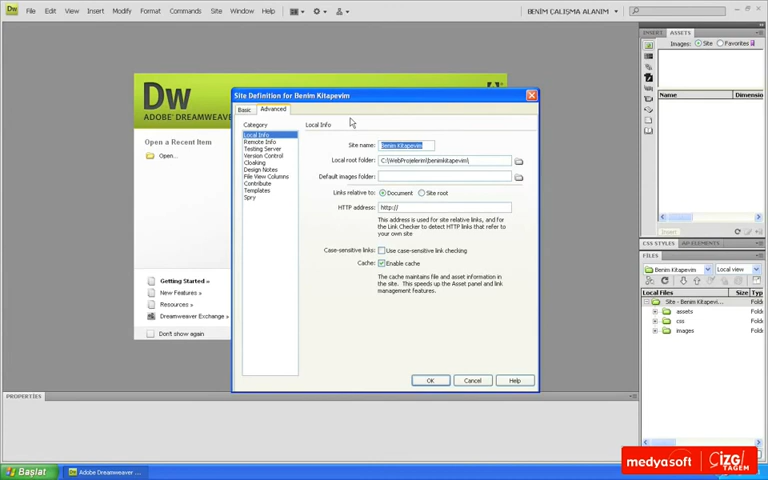 Dw File Edit View Insert Modify Format Commands Site Window Help BENİM ÇALIŞMA ALANIM
INSERT ASSETS
Images: Site Favorites
Name Dimensions
Insert
CSS STYLES AP ELEMENTS
FILES
Benim Kitapevim Local view
Local Files Size Type
Site - Benim Kitapevi... Folde
assets Folde
css Folde
images Folde
Dw
ADOBE® DREAMWEAVER
Open a Recent Item
Open...
Getting Started »
New Features »
Resources »
Dreamweaver Exchange »
Don't show again
Site Definition for Benim Kitapevim
Basic Advanced
Category
Local Info
Remote Info
Testing Server
Version Control
Cloaking
Design Notes
File View Columns
Contribute
Templates
Spry
Local Info
Site name: Benim Kitapevim
Local root folder: C:\WebProjelerim\benimkitapevim\
Default images folder:
Links relative to: Document Site root
HTTP address: http://
This address is used for site relative links, and for
the Link Checker to detect HTTP links that refer to
your own site
Case-sensitive links: Use case-sensitive link checking
Cache: Enable cache
The cache maintains file and asset information in
the site. This speeds up the Asset panel and link
management features.
OK Cancel Help
PROPERTIES
Başlat Adobe Dreamweaver ...
medyasoft ÇİZGİ TAGEM